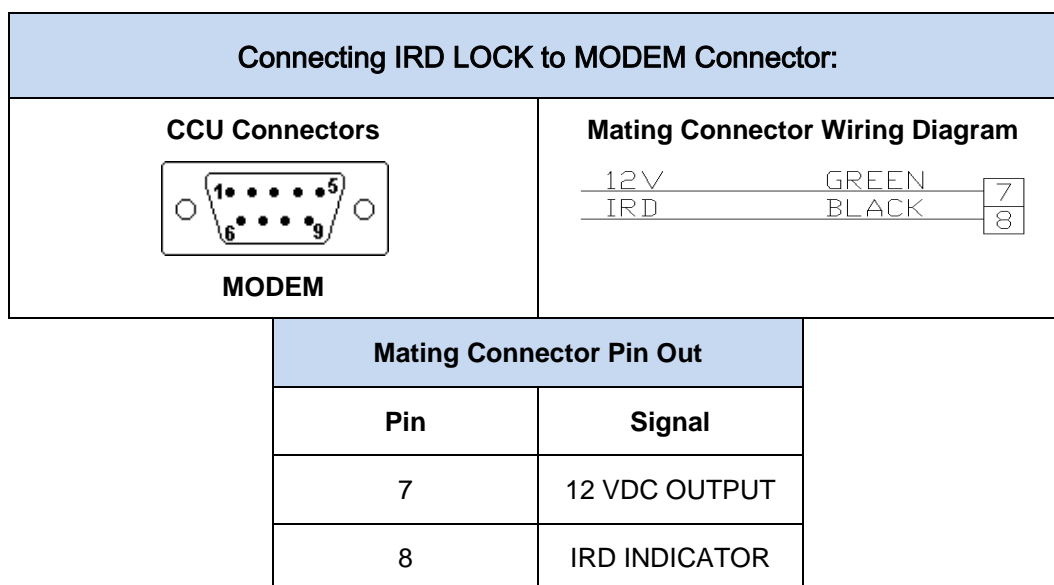 Connecting IRD LOCK to MODEM Connector:
CCU Connectors
1 5
6 9
MODEM
Mating Connector Wiring Diagram
12V GREEN 7
IRD BLACK 8
Mating Connector Pin Out
Pin Signal
7 12 VDC OUTPUT
8 IRD INDICATOR